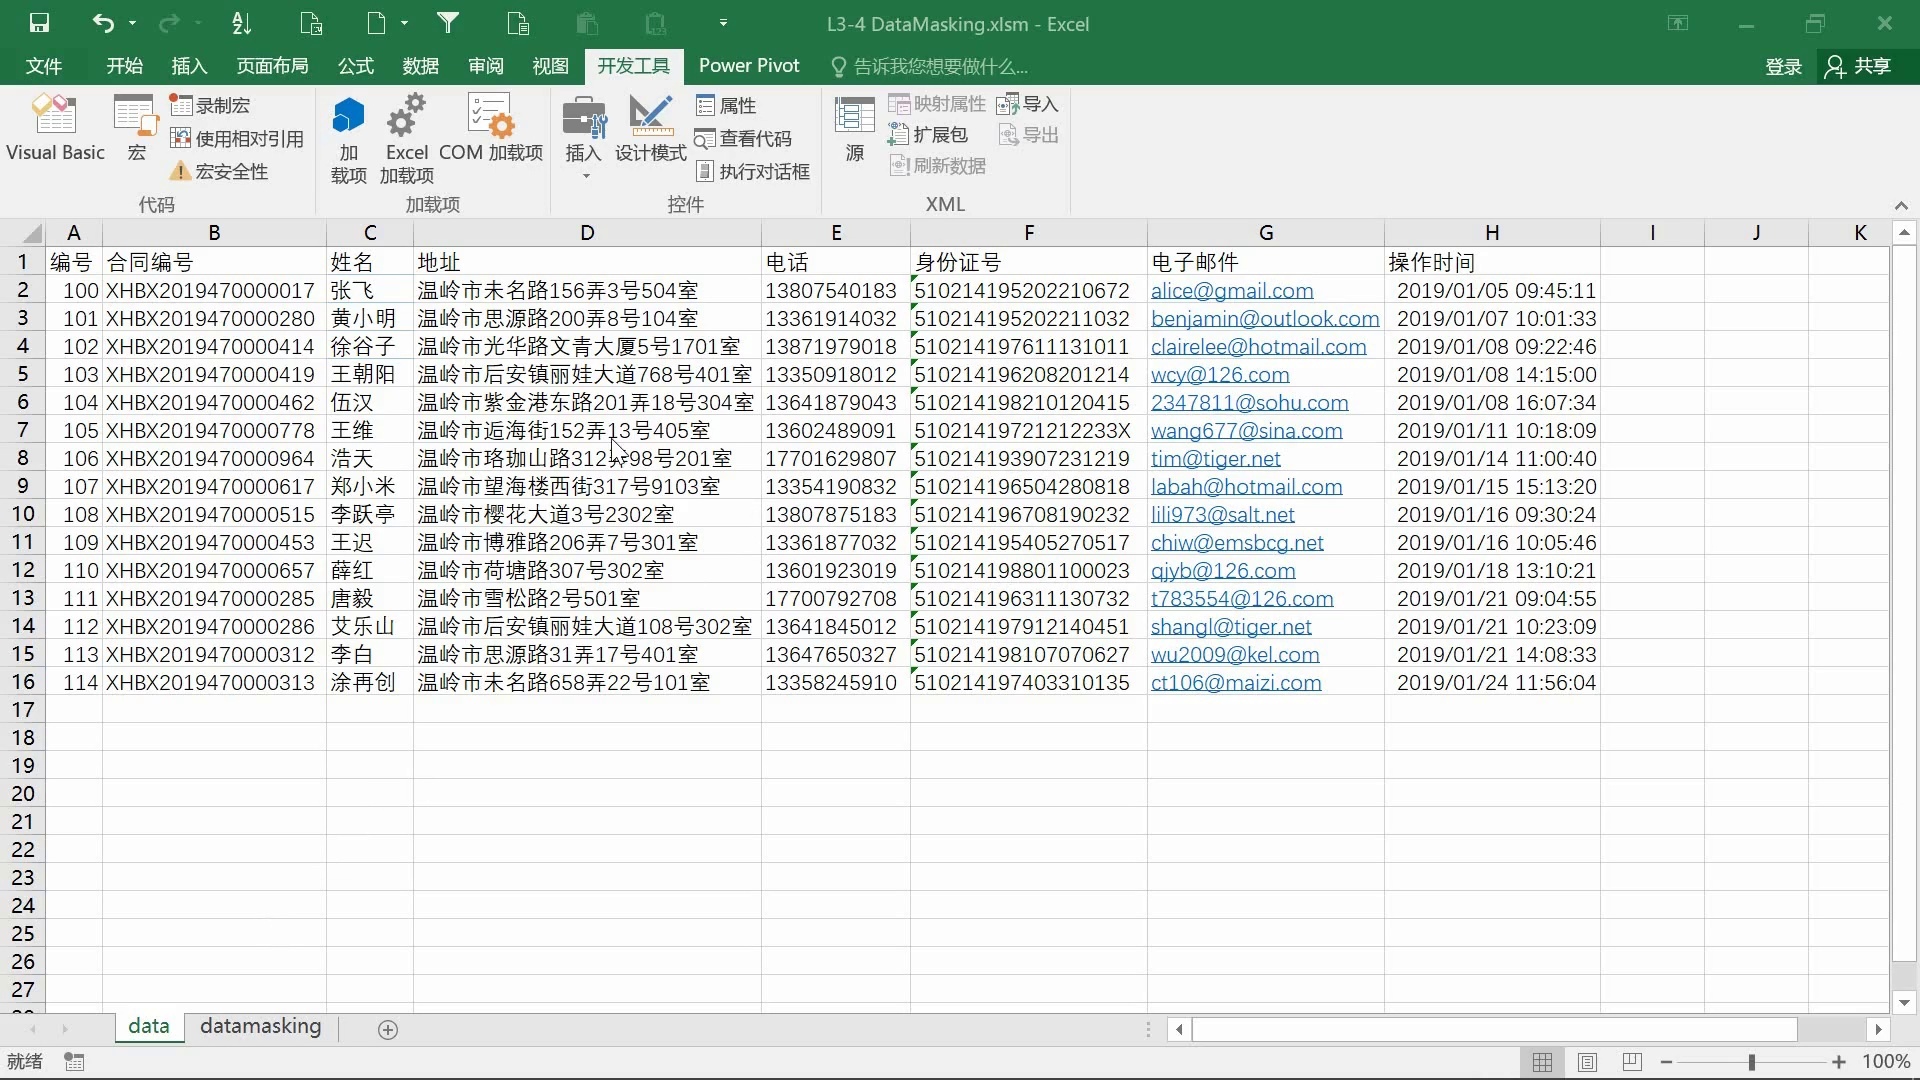 L3-4 DataMasking.xlsm - Excel
文件 开始 插入 页面布局 公式 数据 审阅 视图 开发工具 Power Pivot 告诉我您想要做什么... 登录 共享
Visual Basic 宏 录制宏 使用相对引用 宏安全性 代码
加载项 Excel 加载项 COM 加载项 加载项
插入 设计模式 属性 查看代码 执行对话框 控件
源 映射属性 扩展包 刷新数据 导入 导出 XML
A B C D E F G H I J K
1 编号 合同编号 姓名 地址 电话 身份证号 电子邮件 操作时间
2 100 XHBX2019470000017 张飞 温岭市未名路156弄3号504室 13807540183 510214195202210672 alice@gmail.com 2019/01/05 09:45:11
3 101 XHBX2019470000280 黄小明 温岭市思源路200弄8号104室 13361914032 510214195202211032 benjamin@outlook.com 2019/01/07 10:01:33
4 102 XHBX2019470000414 徐谷子 温岭市光华路文青大厦5号1701室 13871979018 510214197611131011 clairelee@hotmail.com 2019/01/08 09:22:46
5 103 XHBX2019470000419 王朝阳 温岭市后安镇丽娃大道768号401室 13350918012 510214196208201214 wcy@126.com 2019/01/08 14:15:00
6 104 XHBX2019470000462 伍汉 温岭市紫金港东路201弄18号304室 13641879043 510214198210120415 2347811@sohu.com 2019/01/08 16:07:34
7 105 XHBX2019470000778 王维 温岭市逅海街152弄13号405室 13602489091 51021419721212233X wang677@sina.com 2019/01/11 10:18:09
8 106 XHBX2019470000964 浩天 温岭市珞珈山路312弄98号201室 17701629807 510214193907231219 tim@tiger.net 2019/01/14 11:00:40
9 107 XHBX2019470000617 郑小米 温岭市望海楼西街317号9103室 13354190832 510214196504280818 labah@hotmail.com 2019/01/15 15:13:20
10 108 XHBX2019470000515 李跃亭 温岭市樱花大道3号2302室 13807875183 510214196708190232 lili973@salt.net 2019/01/16 09:30:24
11 109 XHBX2019470000453 王迟 温岭市博雅路206弄7号301室 13361877032 510214195405270517 chiw@emsbcg.net 2019/01/16 10:05:46
12 110 XHBX2019470000657 薛红 温岭市荷塘路307号302室 13601923019 510214198801100023 qjyb@126.com 2019/01/18 13:10:21
13 111 XHBX2019470000285 唐毅 温岭市雪松路2号501室 17700792708 510214196311130732 t783554@126.com 2019/01/21 09:04:55
14 112 XHBX2019470000286 艾乐山 温岭市后安镇丽娃大道108号302室 13641845012 510214197912140451 shangl@tiger.net 2019/01/21 10:23:09
15 113 XHBX2019470000312 李白 温岭市思源路31弄17号401室 13647650327 510214198107070627 wu2009@kel.com 2019/01/21 14:08:33
16 114 XHBX2019470000313 涂再创 温岭市未名路658弄22号101室 13358245910 510214197403310135 ct106@maizi.com 2019/01/24 11:56:04
17
18
19
20
21
22
23
24
25
26
27
data datamasking
就绪 100%